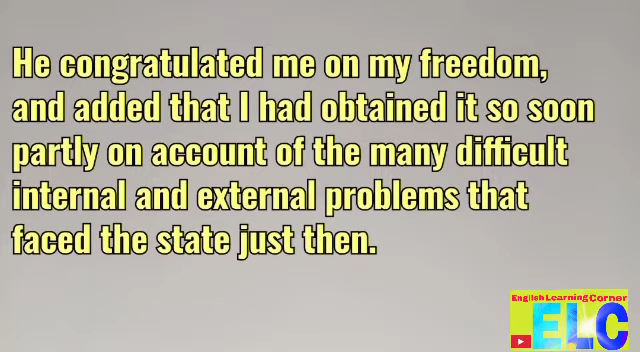 He congratulated me on my freedom,
and added that I had obtained it so soon
partly on account of the many difficult
internal and external problems that
faced the state just then.
English Learning Corner
ELC